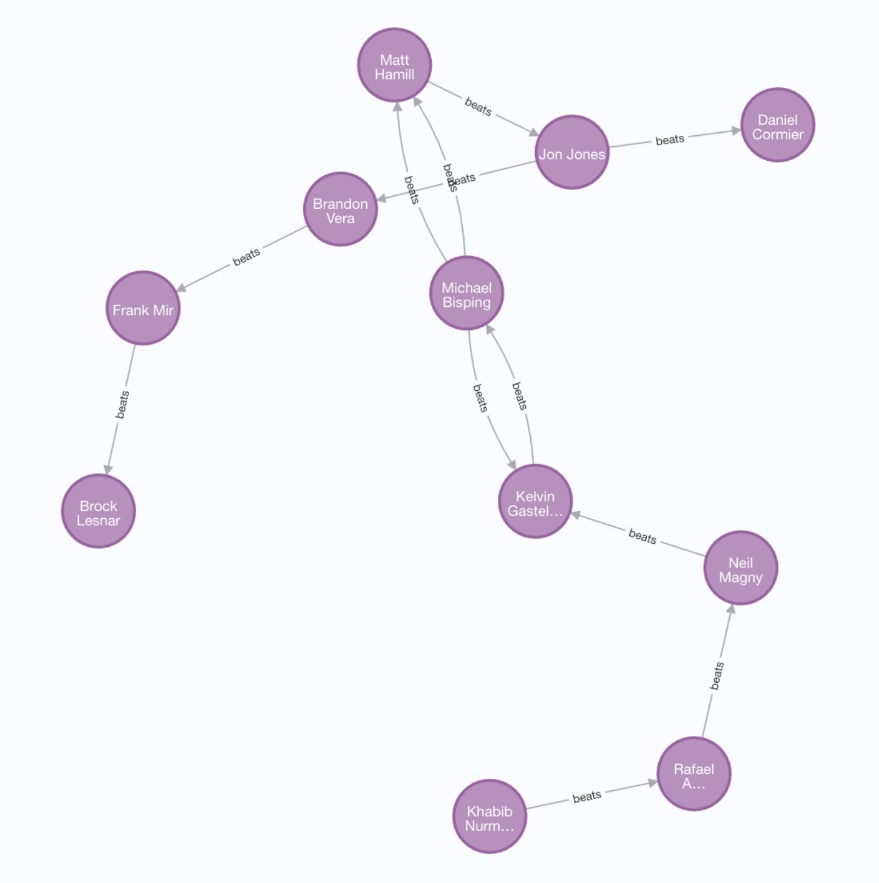 Matt
Hamill
beats
Jon Jones
beats
Daniel
Cormier
beats
beats
beats
Brandon
Vera
beats
Michael
Bisping
Frank Mir
beats
beats
beats
Brock
Lesnar
Kelvin
Gastel...
beats
Neil
Magny
beats
Rafael
A...
beats
Khabib
Nurm...